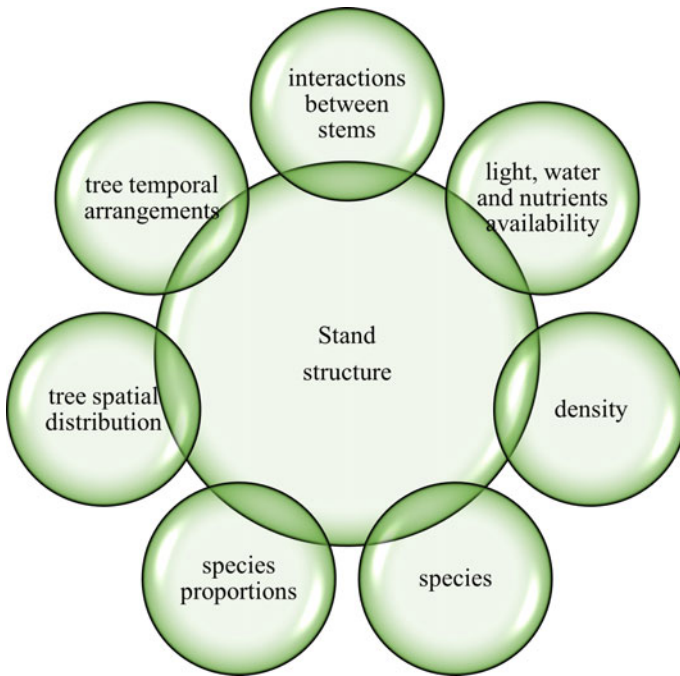 interactions
between
stems
light, water
and nutrients
availability
density
species
species
proportions
tree spatial
distribution
tree temporal
arrangements
Stand
structure